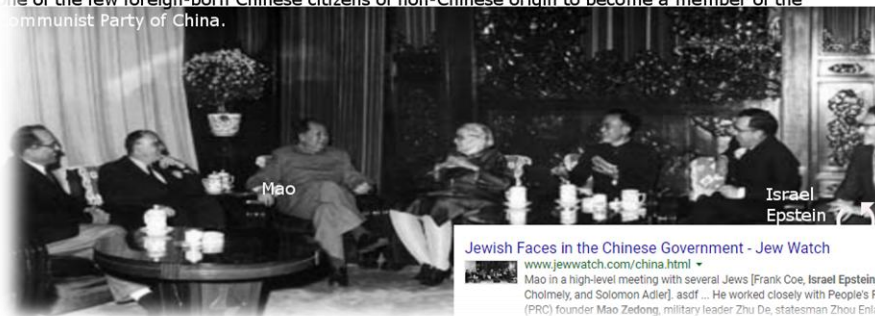 one of the few foreign-born Chinese citizens of non-Chinese origin to become a member of the
Communist Party of China.
Mao
Israel
Epstein
Jewish Faces in the Chinese Government - Jew Watch
www.jewwatch.com/china.html
Mao in a high-level meeting with several Jews [Frank Coe, Israel Epstein
Cholmely, and Solomon Adler]. asdf ... He worked closely with People's
(PRC) founder Mao Zedong, military leader Zhu De, statesman Zhou